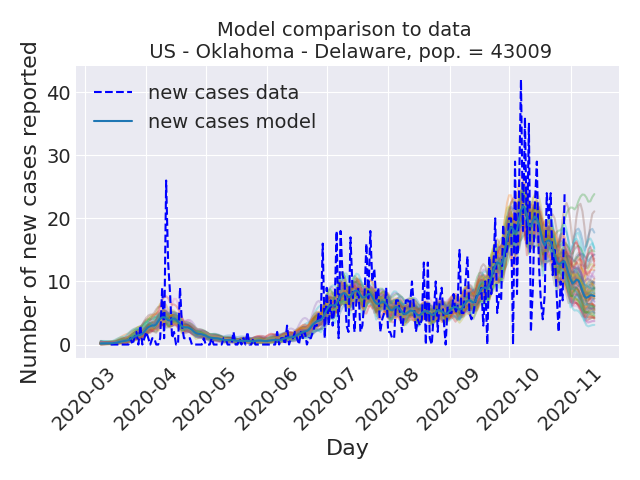 Model comparison to data
US - Oklahoma - Delaware, pop. = 43009
Number of new cases reported
40
30
20
10
0
new cases data
new cases model
2020-03
2020-04
2020-05
2020-06
2020-07
2020-08
2020-09
2020-10
2020-11
Day